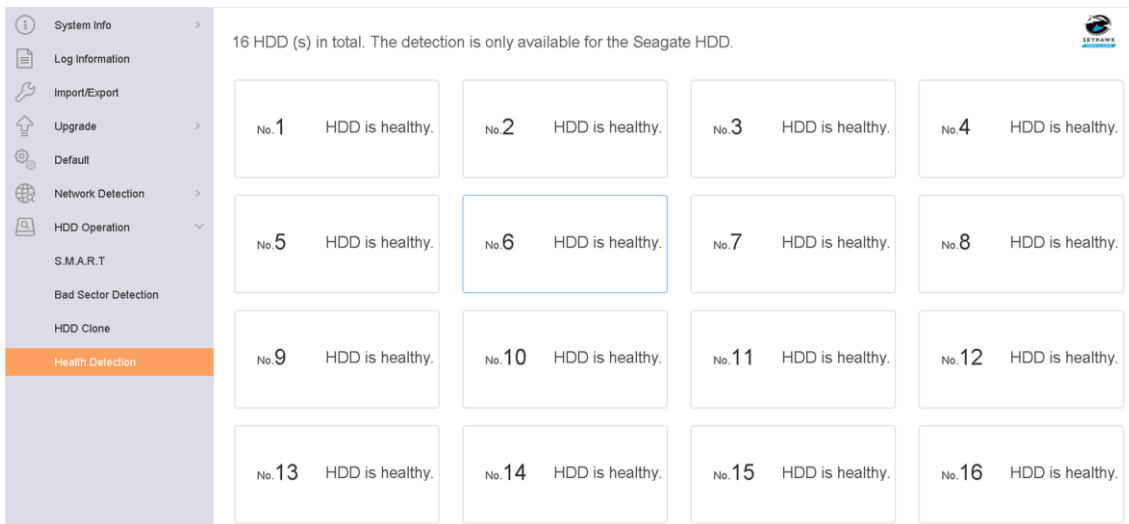 System Info
Log Information
Import/Export
Upgrade
Default
Network Detection
HDD Operation
S.M.A.R.T
Bad Sector Detection
HDD Clone
Health Detection
16 HDD (s) in total. The detection is only available for the Seagate HDD.
SKYHAWK
No.1 HDD is healthy.
No.2 HDD is healthy.
No.3 HDD is healthy.
No.4 HDD is healthy.
No.5 HDD is healthy.
No.6 HDD is healthy.
No.7 HDD is healthy.
No.8 HDD is healthy.
No.9 HDD is healthy.
No.10 HDD is healthy.
No.11 HDD is healthy.
No.12 HDD is healthy.
No.13 HDD is healthy.
No.14 HDD is healthy.
No.15 HDD is healthy.
No.16 HDD is healthy.